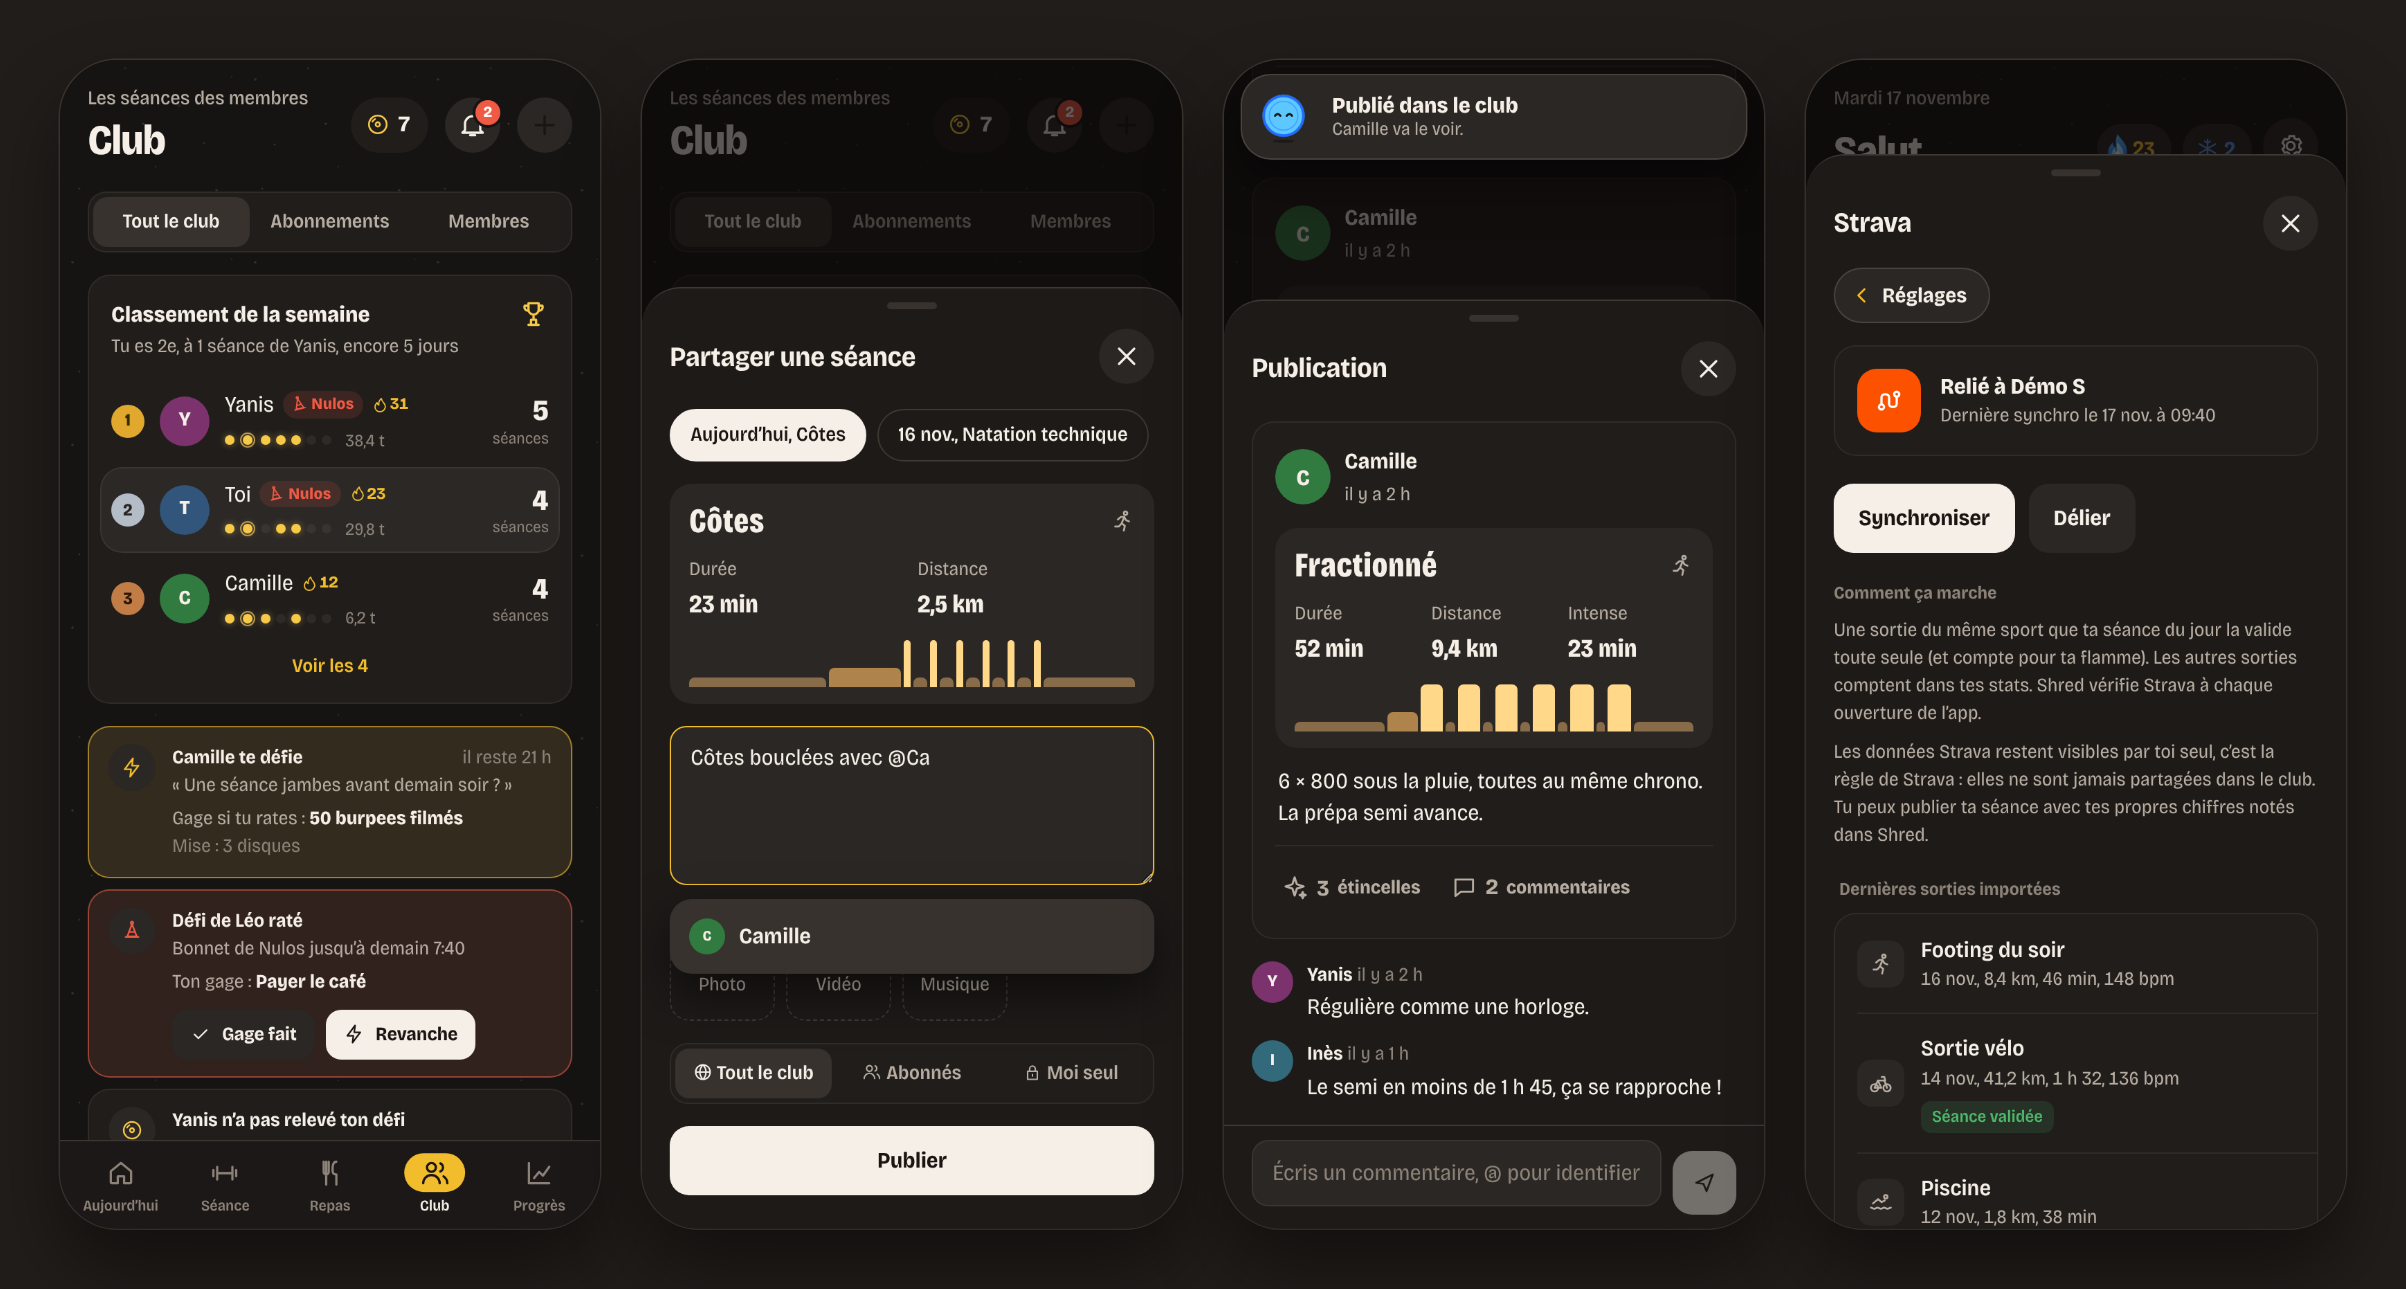 Les séances des membres
Club
7
2
Tout le club
Abonnements
Membres
Classement de la semaine
Tu es 2e, à 1 séance de Yanis, encore 5 jours
1
Y
Yanis
Nulos
31
38,4 t
5
séances
2
T
Toi
Nulos
23
29,8 t
4
séances
3
C
Camille
12
6,2 t
4
séances
Voir les 4
Camille te défie
il reste 21 h
« Une séance jambes avant demain soir ? »
Gage si tu rates : 50 burpees filmés
Mise : 3 disques
Défi de Léo raté
Bonnet de Nulos jusqu'à demain 7:40
Ton gage : Payer le café
Gage fait
Revanche
Yanis n'a pas relevé ton défi
Aujourd'hui
Séance
Repas
Club
Progrès
Les séances des membres
Club
7
2
Tout le club
Abonnements
Membres
Partager une séance
Aujourd'hui, Côtes
16 nov., Natation technique
Côtes
Durée
Distance
23 min
2,5 km
Côtes bouclées avec @Ca
C
Camille
Photo
Vidéo
Musique
Tout le club
Abonnés
Moi seul
Publier
Publié dans le club
Camille va le voir.
C
Camille
il y a 2 h
Publication
C
Camille
il y a 2 h
Fractionné
Durée
Distance
Intense
52 min
9,4 km
23 min
6 × 800 sous la pluie, toutes au même chrono.
La prépa semi avance.
3 étincelles
2 commentaires
Y
Yanis il y a 2 h
Régulière comme une horloge.
I
Inès il y a 1 h
Le semi en moins de 1 h 45, ça se rapproche !
Écris un commentaire, @ pour identifier
Mardi 17 novembre
Salut
23
2
Strava
Réglages
Relié à Démo S
Dernière synchro le 17 nov. à 09:40
Synchroniser
Délier
Comment ça marche
Une sortie du même sport que ta séance du jour la valide
toute seule (et compte pour ta flamme). Les autres sorties
comptent dans tes stats. Shred vérifie Strava à chaque
ouverture de l'app.
Les données Strava restent visibles par toi seul, c'est la
règle de Strava : elles ne sont jamais partagées dans le club.
Tu peux publier ta séance avec tes propres chiffres notés
dans Shred.
Dernières sorties importées
Footing du soir
16 nov., 8,4 km, 46 min, 148 bpm
Sortie vélo
14 nov., 41,2 km, 1 h 32, 136 bpm
Séance validée
Piscine
12 nov., 1,8 km, 38 min